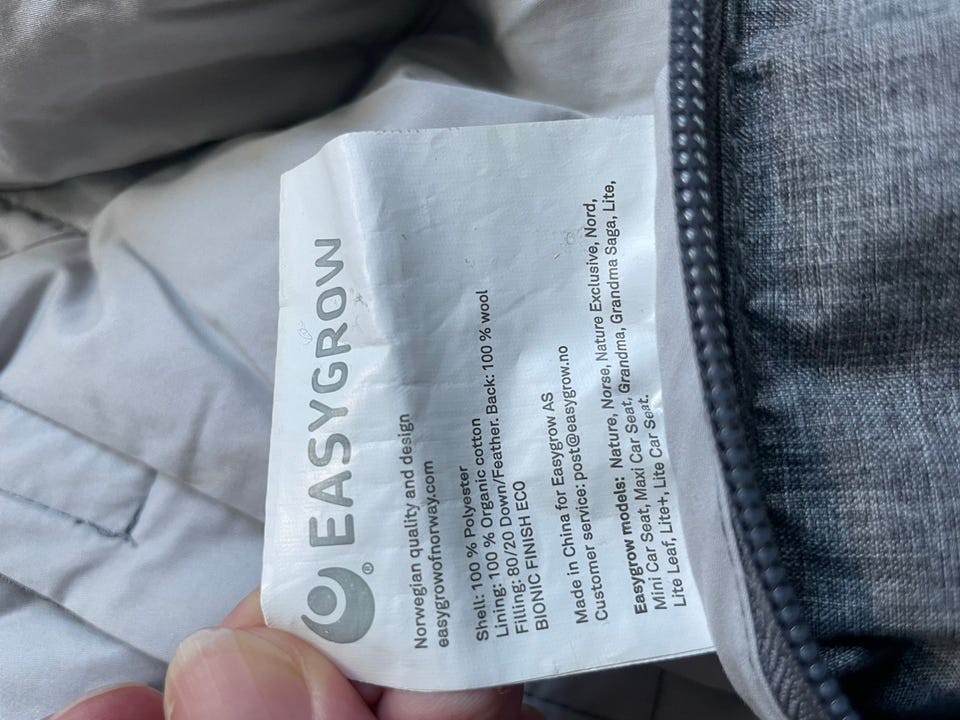 EASYGROW®
Norwegian quality and design
easygrowofnorway.com
Shell: 100 % Polyester
Lining: 100 % Organic cotton
Filling: 80/20 Down/Feather. Back: 100 % wool
BIONIC FINISH ECO
Made in China for Easygrow AS
Customer service: post@easygrow.no
Easygrow models: Nature, Norse, Nature Exclusive, Nord,
Mini Car Seat, Maxi Car Seat, Grandma, Grandma Saga, Lite,
Lite Leaf, Lite+, Lite Car Seat.